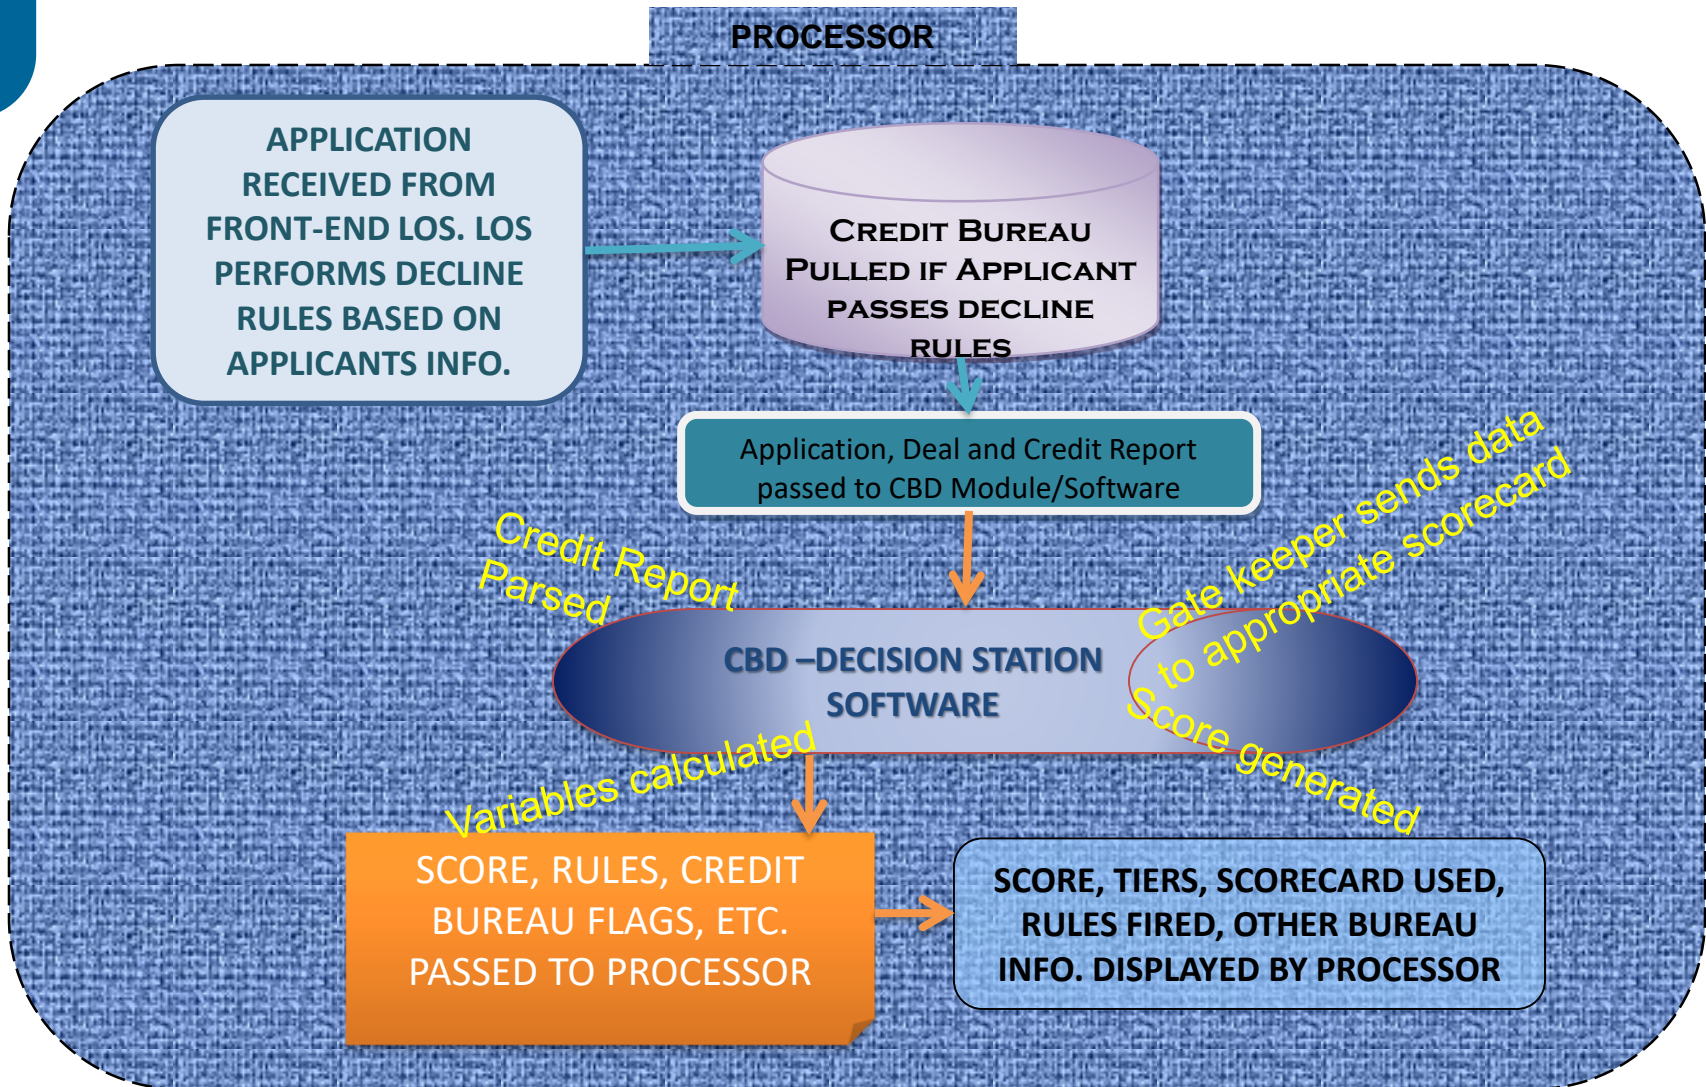 PROCESSOR
APPLICATION
RECEIVED FROM
FRONT-END LOS. LOS
PERFORMS DECLINE
RULES BASED ON
APPLICANTS INFO.
CREDIT BUREAU
PULLED IF APPLICANT
PASSES DECLINE
RULES
Application, Deal and Credit Report
passed to CBD Module/Software
Credit Report
Parsed
Gate keeper sends data
to appropriate scorecard
CBD –DECISION STATION
SOFTWARE
Variables calculated
Score generated
SCORE, RULES, CREDIT
BUREAU FLAGS, ETC.
PASSED TO PROCESSOR
SCORE, TIERS, SCORECARD USED,
RULES FIRED, OTHER BUREAU
INFO. DISPLAYED BY PROCESSOR